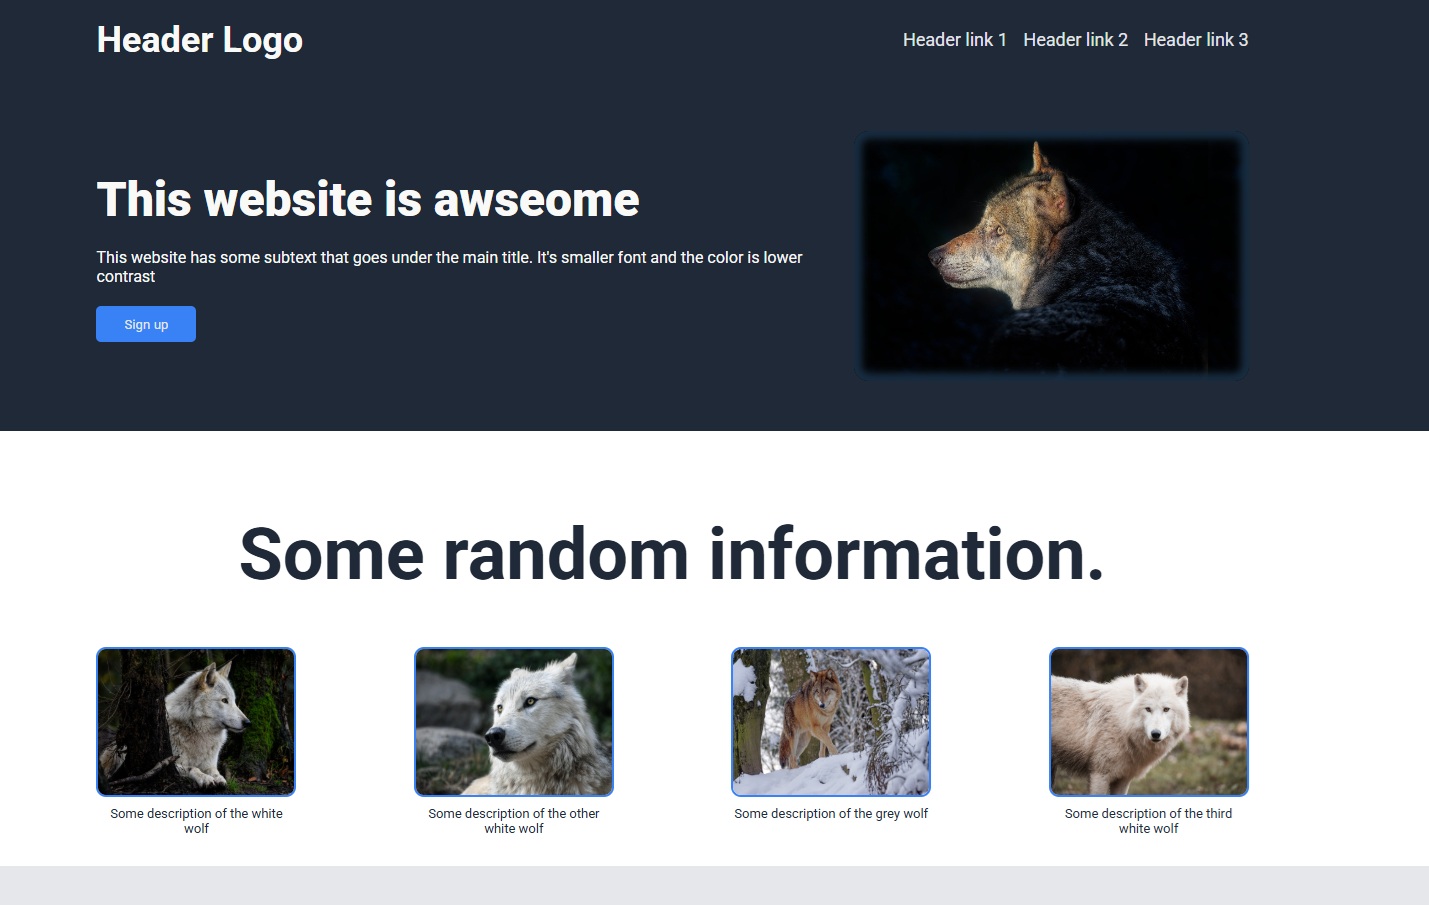 Header Logo
Header link 1 Header link 2 Header link 3
This website is awseome
This website has some subtext that goes under the main title. It's smaller font and the color is lower
contrast
Sign up
Some random information.
Some description of the white
wolf
Some description of the other
white wolf
Some description of the grey wolf
Some description of the third
white wolf